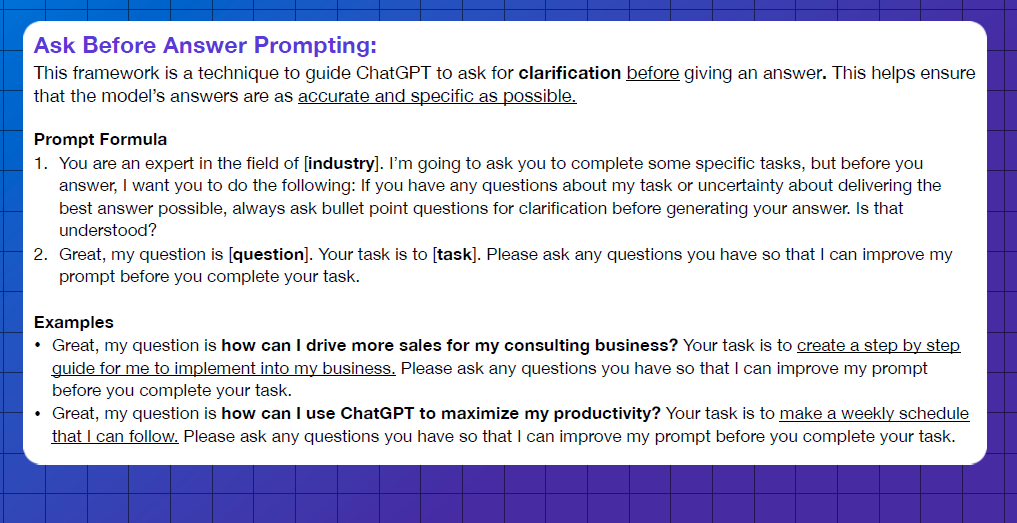 Ask Before Answer Prompting:
This framework is a technique to guide ChatGPT to ask for clarification before giving an answer. This helps ensure
that the model’s answers are as accurate and specific as possible.
Prompt Formula
1. You are an expert in the field of [industry]. I’m going to ask you to complete some specific tasks, but before you
answer, I want you to do the following: If you have any questions about my task or uncertainty about delivering the
best answer possible, always ask bullet point questions for clarification before generating your answer. Is that
understood?
2. Great, my question is [question]. Your task is to [task]. Please ask any questions you have so that I can improve my
prompt before you complete your task.
Examples
• Great, my question is how can I drive more sales for my consulting business? Your task is to create a step by step
guide for me to implement into my business. Please ask any questions you have so that I can improve my prompt
before you complete your task.
• Great, my question is how can I use ChatGPT to maximize my productivity? Your task is to make a weekly schedule
that I can follow. Please ask any questions you have so that I can improve my prompt before you complete your task.